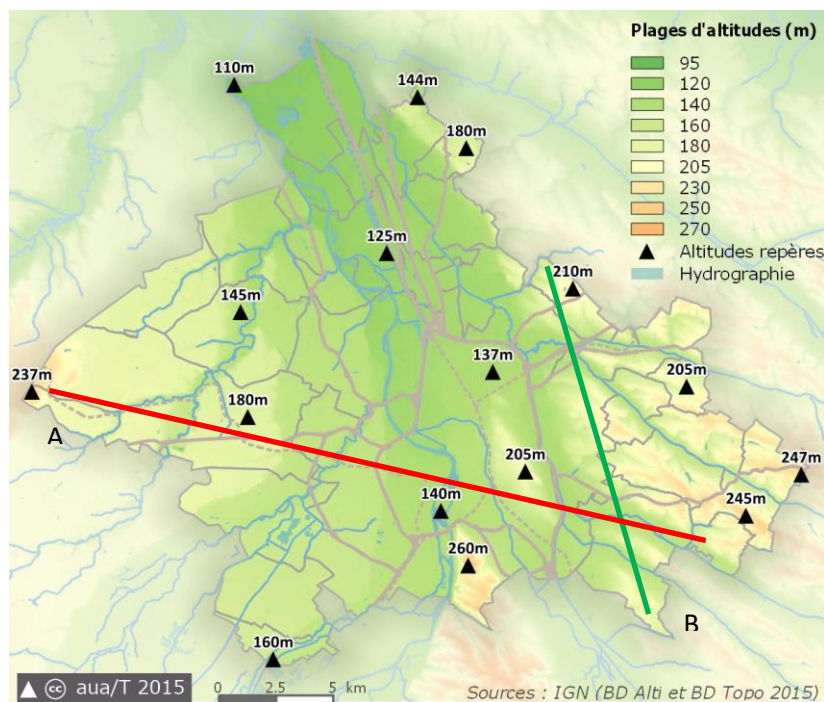 Plages d'altitudes (m)
95
120
140
160
180
205
230
250
270
Altitudes repères
Hydrographie
110m
144m
180m
125m
210m
145m
137m
237m
205m
180m
A
205m
247m
140m
245m
260m
B
160m
cc aua/T 2015
0 2.5 5 km
Sources : IGN (BD Alti et BD Topo 2015)